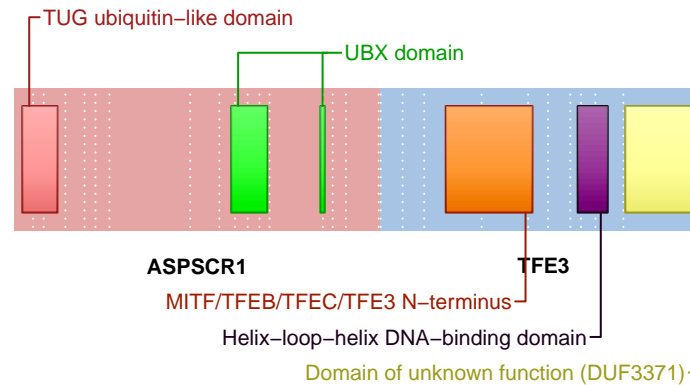 TUG ubiquitin−like domain
UBX domain
ASPSCR1
TFE3
MITF/TFEB/TFEC/TFE3 N−terminus
Helix−loop−helix DNA−binding domain
Domain of unknown function (DUF3371)